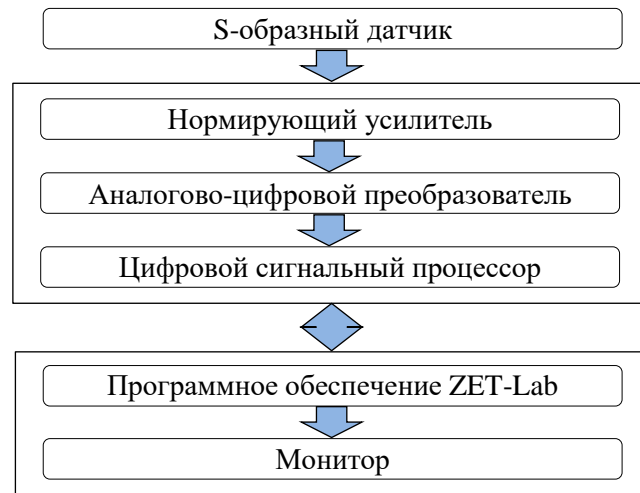 S-образный датчик
Нормирующий усилитель
Аналогово-цифровой преобразователь
Цифровой сигнальный процессор
Программное обеспечение ZET-Lab
Монитор